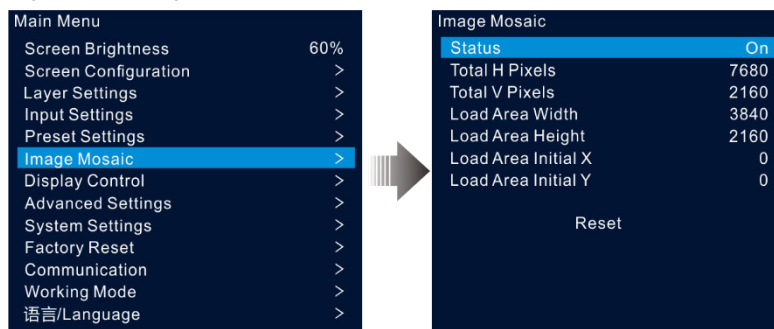 Main Menu
Screen Brightness 60%
Screen Configuration >
Layer Settings >
Input Settings >
Preset Settings >
Image Mosaic >
Display Control >
Advanced Settings >
System Settings >
Factory Reset >
Communication >
Working Mode >
语言/Language >
Image Mosaic
Status On
Total H Pixels 7680
Total V Pixels 2160
Load Area Width 3840
Load Area Height 2160
Load Area Initial X 0
Load Area Initial Y 0
Reset